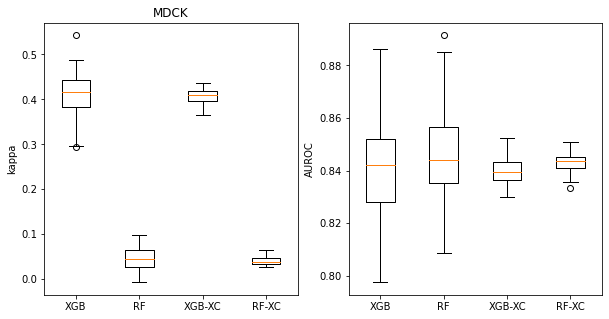 MDCK
kappa
0.5
0.4
0.3
0.2
0.1
0.0
XGB RF XGB-XC RF-XC
AUROC
0.88
0.86
0.84
0.82
0.80
XGB RF XGB-XC RF-XC